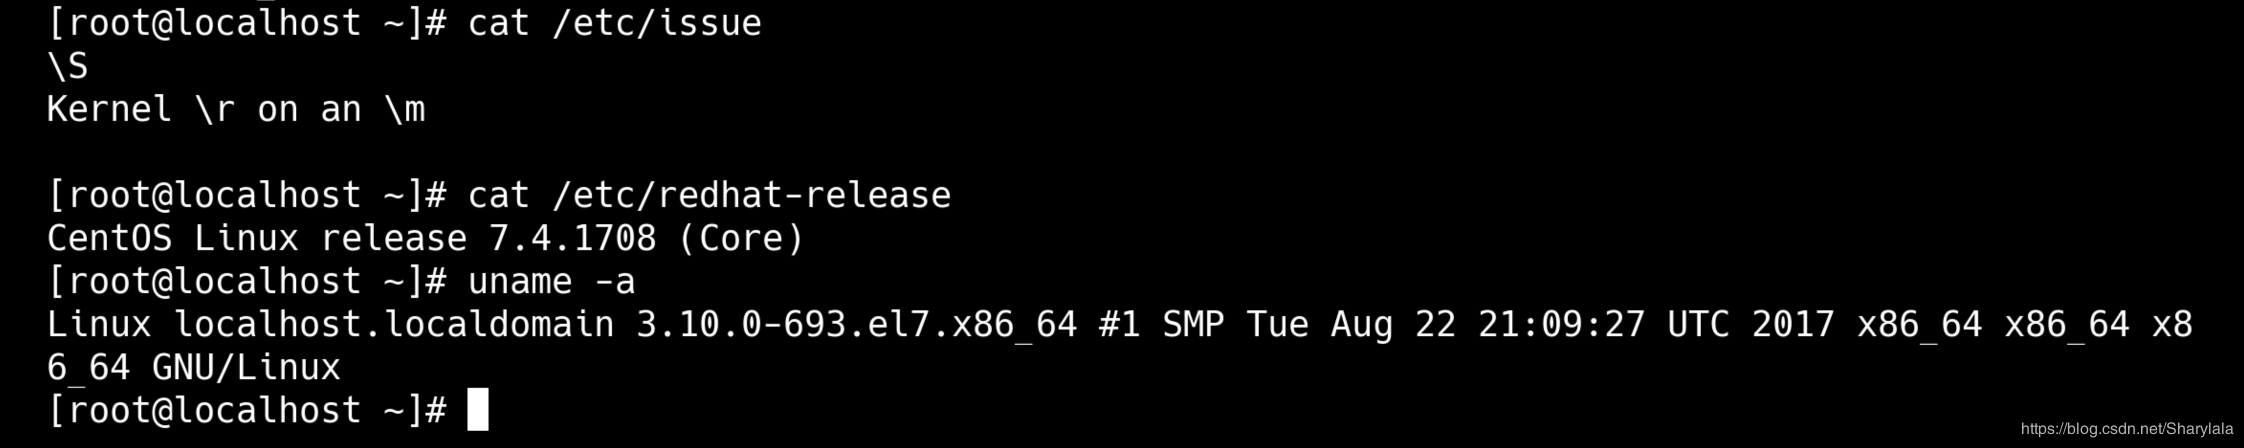 [root@localhost ~]# cat /etc/issue
\S
Kernel \r on an \m
[root@localhost ~]# cat /etc/redhat-release
CentOS Linux release 7.4.1708 (Core)
[root@localhost ~]# uname -a
Linux localhost.localdomain 3.10.0-693.el7.x86_64 #1 SMP Tue Aug 22 21:09:27 UTC 2017 x86_64 x86_64 x8
6_64 GNU/Linux
[root@localhost ~]#
https://blog.csdn.net/Sharylala